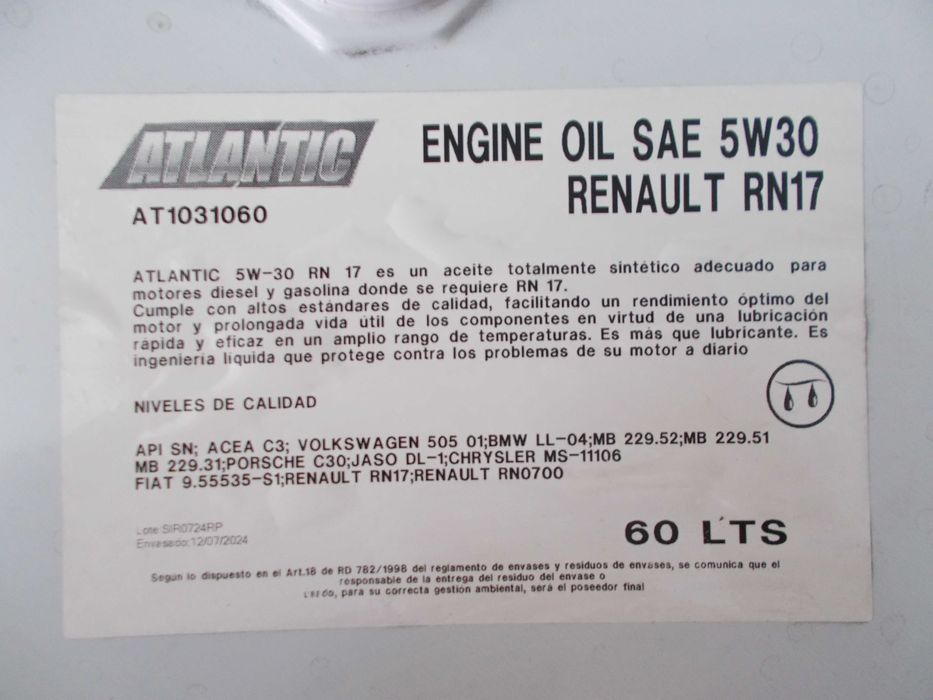 ATLANTIC
ENGINE OIL SAE 5W30
RENAULT RN17
AT1031060
ATLANTIC 5W-30 RN 17 es un aceite totalmente sintético adecuado para
motores diesel y gasolina donde se requiere RN 17.
Cumple con altos estándares de calidad, facilitando un rendimiento óptimo del
motor y prolongada vida útil de los componentes en virtud de una lubricación
rápida y eficaz en un amplio rango de temperaturas. Es más que lubricante. Es
ingeniería líquida que protege contra los problemas de su motor a diario
NIVELES DE CALIDAD
API SN; ACEA C3; VOLKSWAGEN 505 01;BMW LL-04;MB 229.52;MB 229.51
MB 229.31;PORSCHE C30;JASO DL-1;CHRYSLER MS-11106
FIAT 9.55535-S1;RENAULT RN17;RENAULT RN0700
Lote SIR0724RP
Envasado:12/07/2024
60 LTS
Según lo dispuesto en el Art.18 de RD 782/1998 del reglamento de envases y residuos de envases, se comunica que el
responsable de la entrega del residuo del envase o
para su correcta gestión ambiental, será el poseedor final